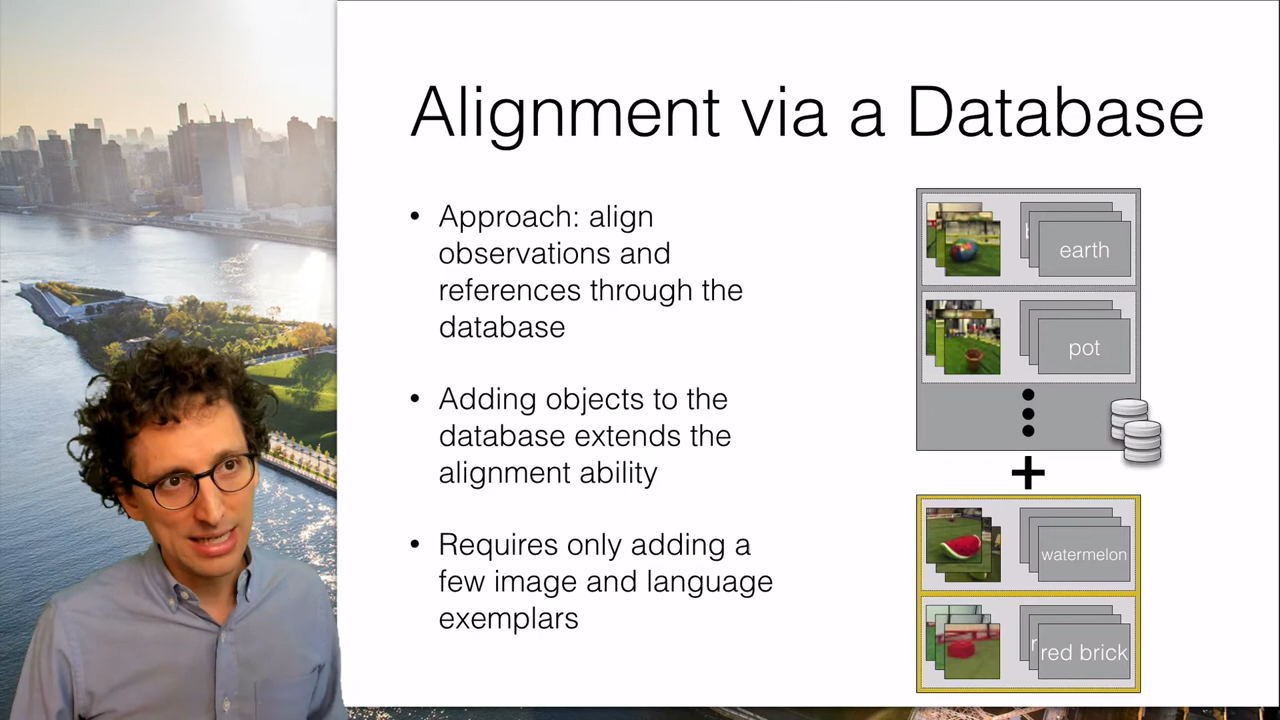 Alignment via a Database
• Approach: align
observations and
references through the
database
• Adding objects to the
database extends the
alignment ability
• Requires only adding a
few image and language
exemplars
earth
pot
+
watermelon
red brick